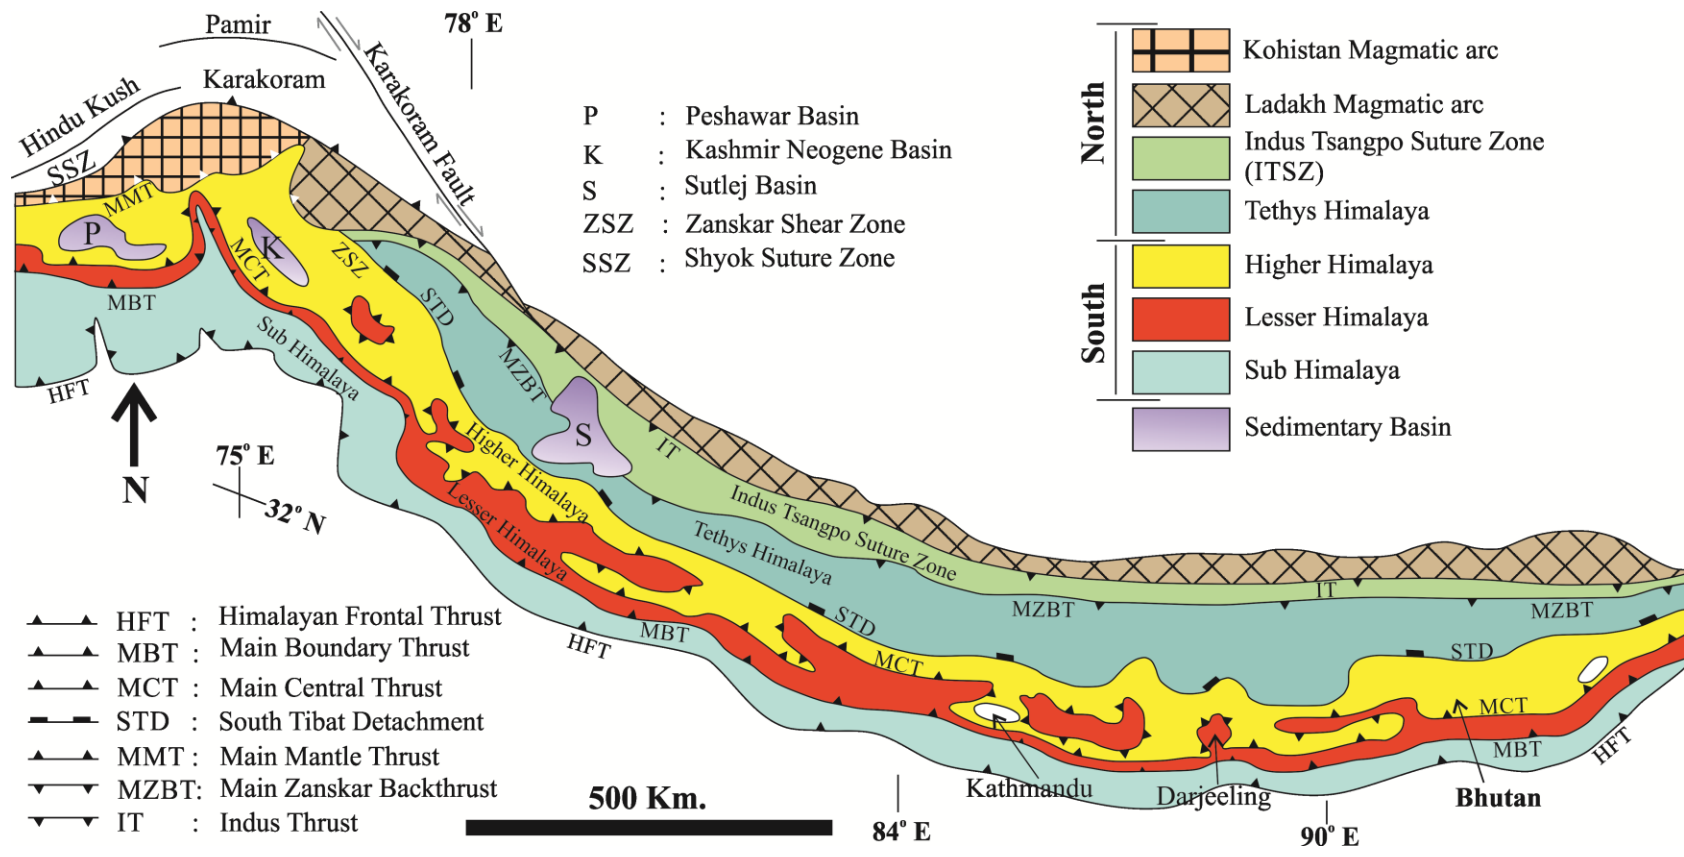 Pamir
78° E
Karakoram
Hindu Kush
SSZ
Karakoram Fault
P : Peshawar Basin
K : Kashmir Neogene Basin
S : Sutlej Basin
ZSZ : Zanskar Shear Zone
SSZ : Shyok Suture Zone
North
South
Kohistan Magmatic arc
Ladakh Magmatic arc
Indus Tsangpo Suture Zone
(ITSZ)
Tethys Himalaya
Higher Himalaya
Lesser Himalaya
Sub Himalaya
Sedimentary Basin
MMT
P
K
MCT
ZSZ
MBT
STD
Sub Himalaya
MZBT
HFT
S
N
75° E
32° N
IT
Higher Himalaya
Lesser Himalaya
Indus Tsangpo Suture Zone
Tethys Himalaya
MZBT
IT
MZBT
STD
MBT
HFT
MCT
STD
MCT
MBT
HFT
Kathmandu
Darjeeling
Bhutan
HFT : Himalayan Frontal Thrust
MBT : Main Boundary Thrust
MCT : Main Central Thrust
STD : South Tibat Detachment
MMT : Main Mantle Thrust
MZBT: Main Zanskar Backthrust
IT : Indus Thrust
500 Km.
84° E
90° E